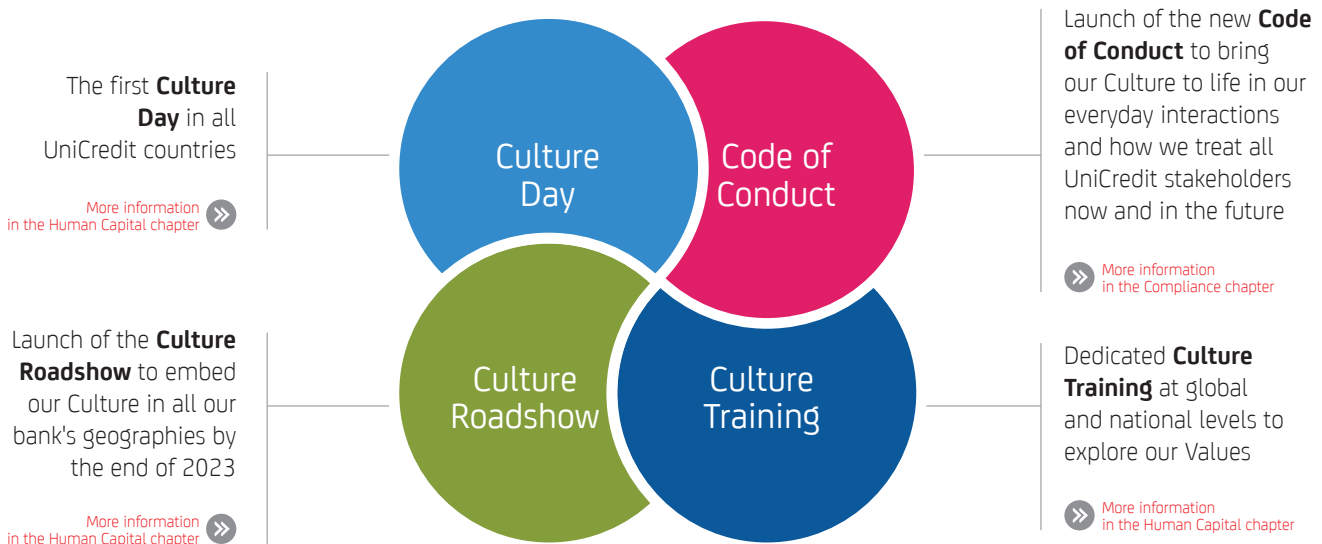 The first Culture
Day in all
UniCredit countries
More information
in the Human Capital chapter
Culture
Day
Code of
Conduct
Launch of the new Code
of Conduct to bring
our Culture to life in our
everyday interactions
and how we treat all
UniCredit stakeholders
now and in the future
More information
in the Compliance chapter
Launch of the Culture
Roadshow to embed
our Culture in all our
bank's geographies by
the end of 2023
More information
in the Human Capital chapter
Culture
Roadshow
Culture
Training
Dedicated Culture
Training at global
and national levels to
explore our Values
More information
in the Human Capital chapter